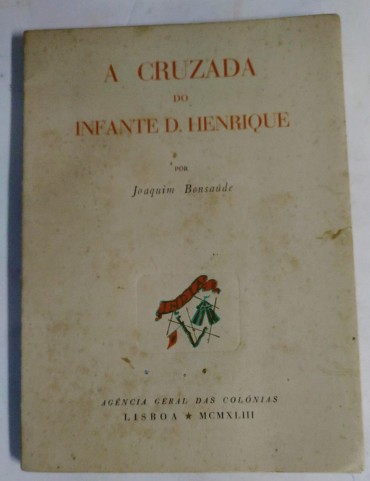 A CRUZADA
DO
INFANTE D. HENRIQUE
POR
Joaquim Bensaúde
AGÊNCIA GERAL DAS COLÓNIAS
LISBOA ★ MCMXLIII